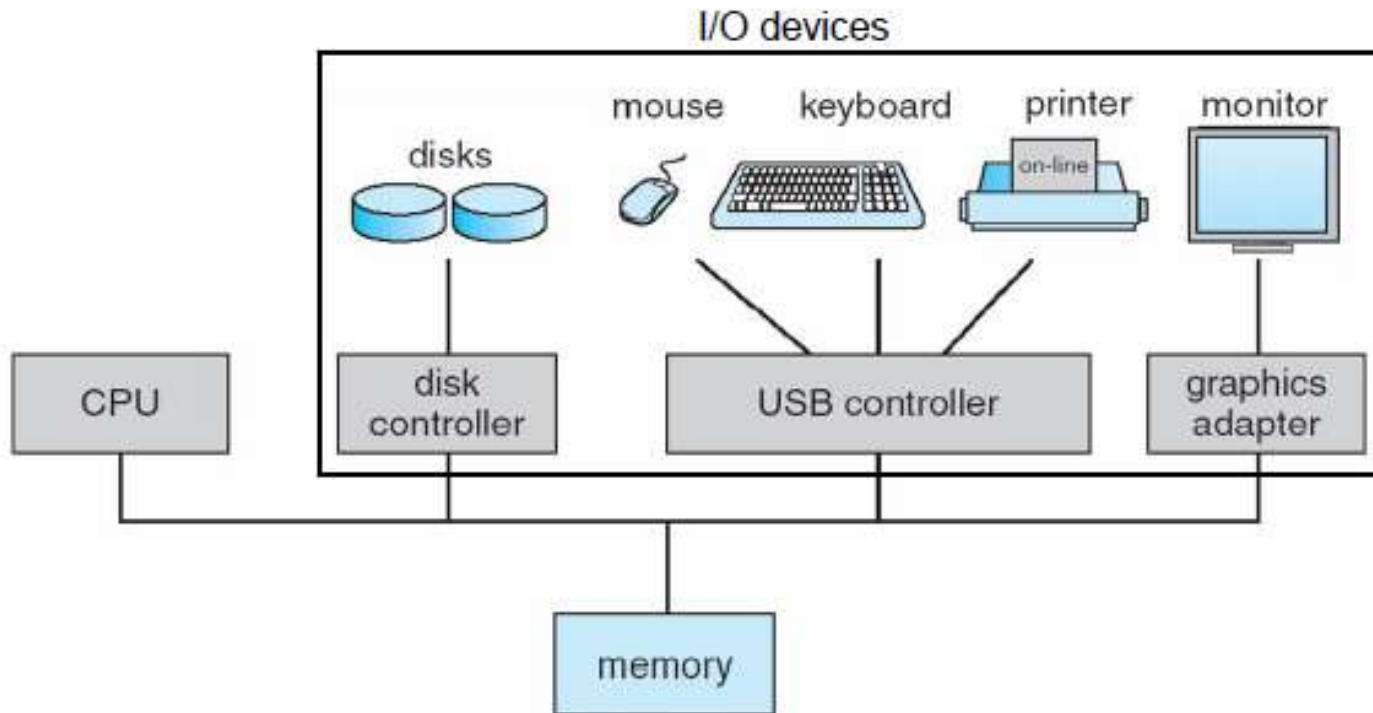 I/O devices
mouse
keyboard
printer
monitor
disks
on-line
CPU
disk
controller
USB controller
graphics
adapter
memory